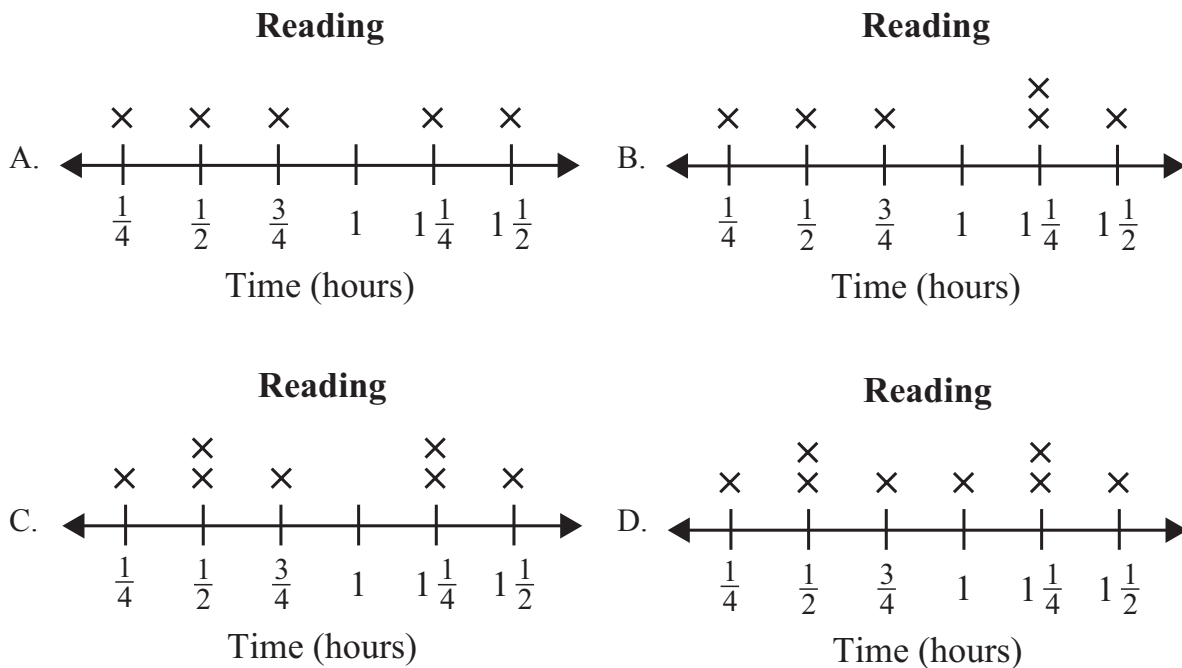 Reading
A.
1/4 1/2 3/4 1 1 1/4 1 1/2
Time (hours)
Reading
B.
1/4 1/2 3/4 1 1 1/4 1 1/2
Time (hours)
Reading
C.
1/4 1/2 3/4 1 1 1/4 1 1/2
Time (hours)
Reading
D.
1/4 1/2 3/4 1 1 1/4 1 1/2
Time (hours)